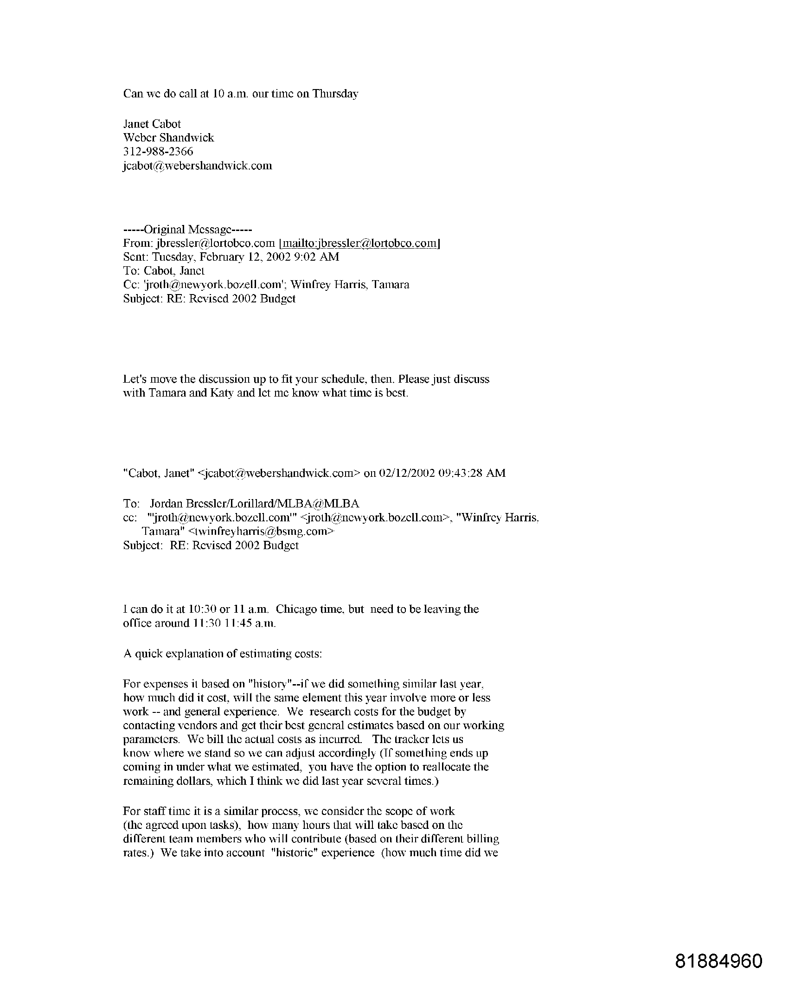 Can we do call at 10 a.m. our time on Thursday
Janet Cabot
Weber Shandwick
312-988-2366
jcabot@webershandwick.com
-----Original Message-----
From: jbressler@lortobco.com [mailto:jbressler@lortobco.com]
Sent: Tuesday, February 12, 2002 9:02 AM
To: Cabot, Janet
Cc: 'jroth@newyork.bozell.com'; Winfrey Harris, Tamara
Subject: RE: Revised 2002 Budget
Let's move the discussion up to fit your schedule, then. Please just discuss
with Tamara and Katy and let me know what time is best.
"Cabot, Janet" <jcabot@webershandwick.com> on 02/12/2002 09:43:28 AM
To: Jordan Bressler/Lorillard/MLBA@MLBA
cc: "'jroth@newyork.bozell.com'" <jroth@newyork.bozell.com>, "Winfrey Harris,
Tamara" <twinfreyharris@bsmg.com>
Subject: RE: Revised 2002 Budget
I can do it at 10:30 or 11 a.m. Chicago time, but need to be leaving the
office around 11:30 11:45 a.m.
A quick explanation of estimating costs:
For expenses it based on "history"--if we did something similar last year,
how much did it cost, will the same element this year involve more or less
work -- and general experience. We research costs for the budget by
contacting vendors and get their best general estimates based on our working
parameters. We bill the actual costs as incurred. The tracker lets us
know where we stand so we can adjust accordingly (If something ends up
coming in under what we estimated, you have the option to reallocate the
remaining dollars, which I think we did last year several times.)
For staff time it is a similar process, we consider the scope of work
(the agreed upon tasks), how many hours that will take based on the
different team members who will contribute (based on their different billing
rates.) We take into account "historic" experience (how much time did we
81884960